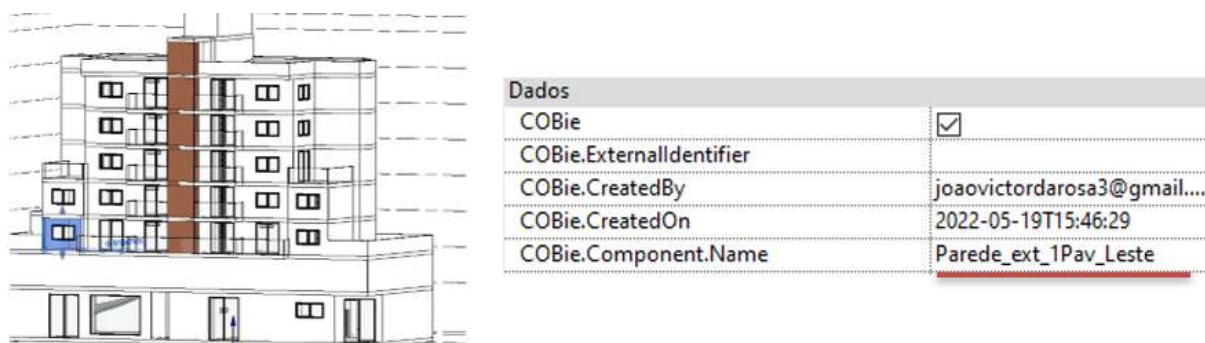 Dados
COBie
COBie.ExternalIdentifier
COBie.CreatedBy joaovictordarosa3@gmail....
COBie.CreatedOn 2022-05-19T15:46:29
COBie.Component.Name Parede_ext_1Pav_Leste